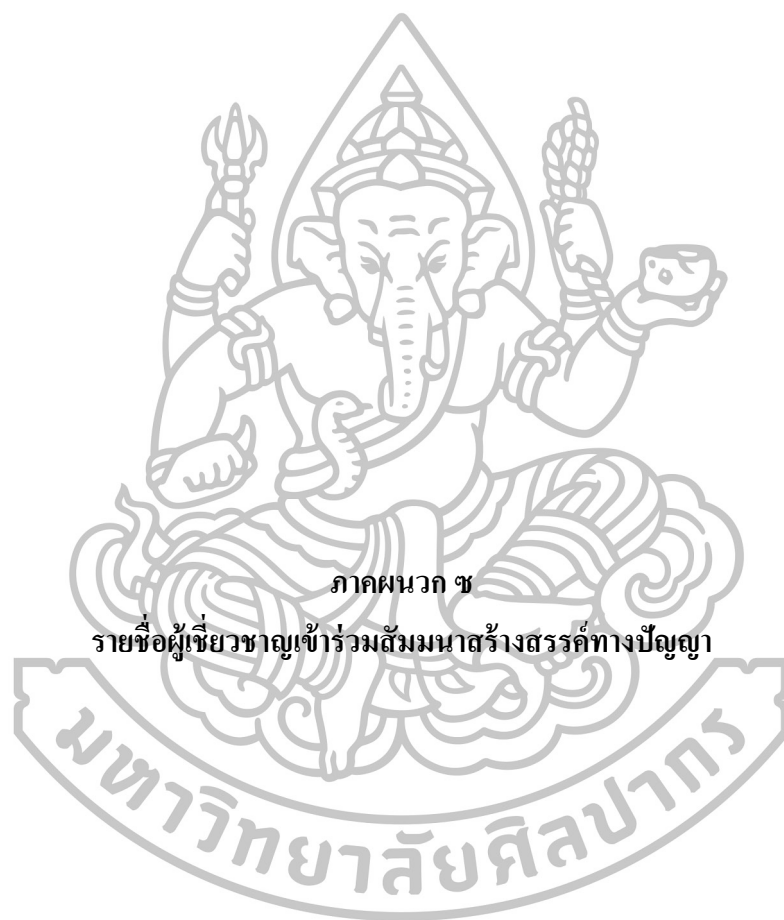 ภาคผนวก ซ
รายชื่อผู้เชี่ยวชาญเข้าร่วมสัมมนาสร้างสรรค์ทางปัญญา
มหาวิทยาลัยศิลปากร